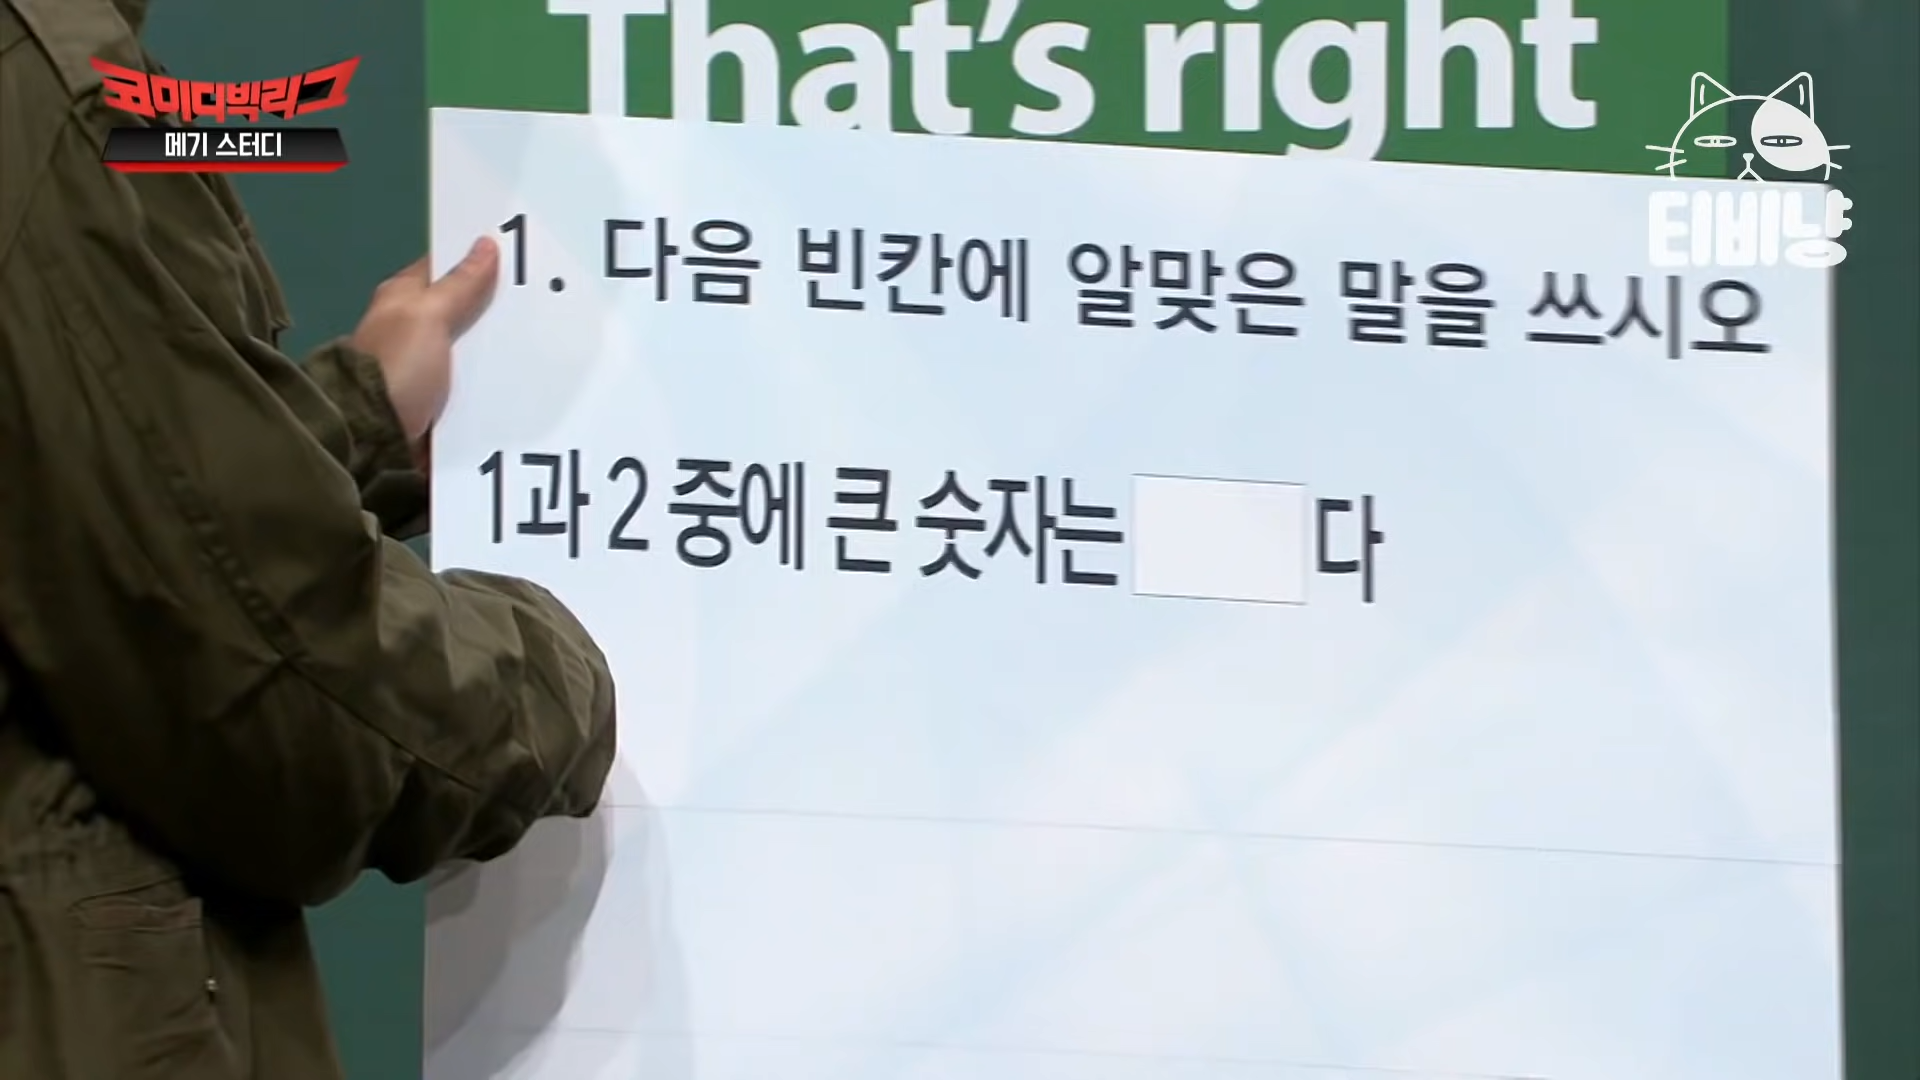 That's right
코미디빅리그
메기 스터디
티비냥
1. 다음 빈칸에 알맞은 말을 쓰시오
1과 2 중에 큰 숫자는 다